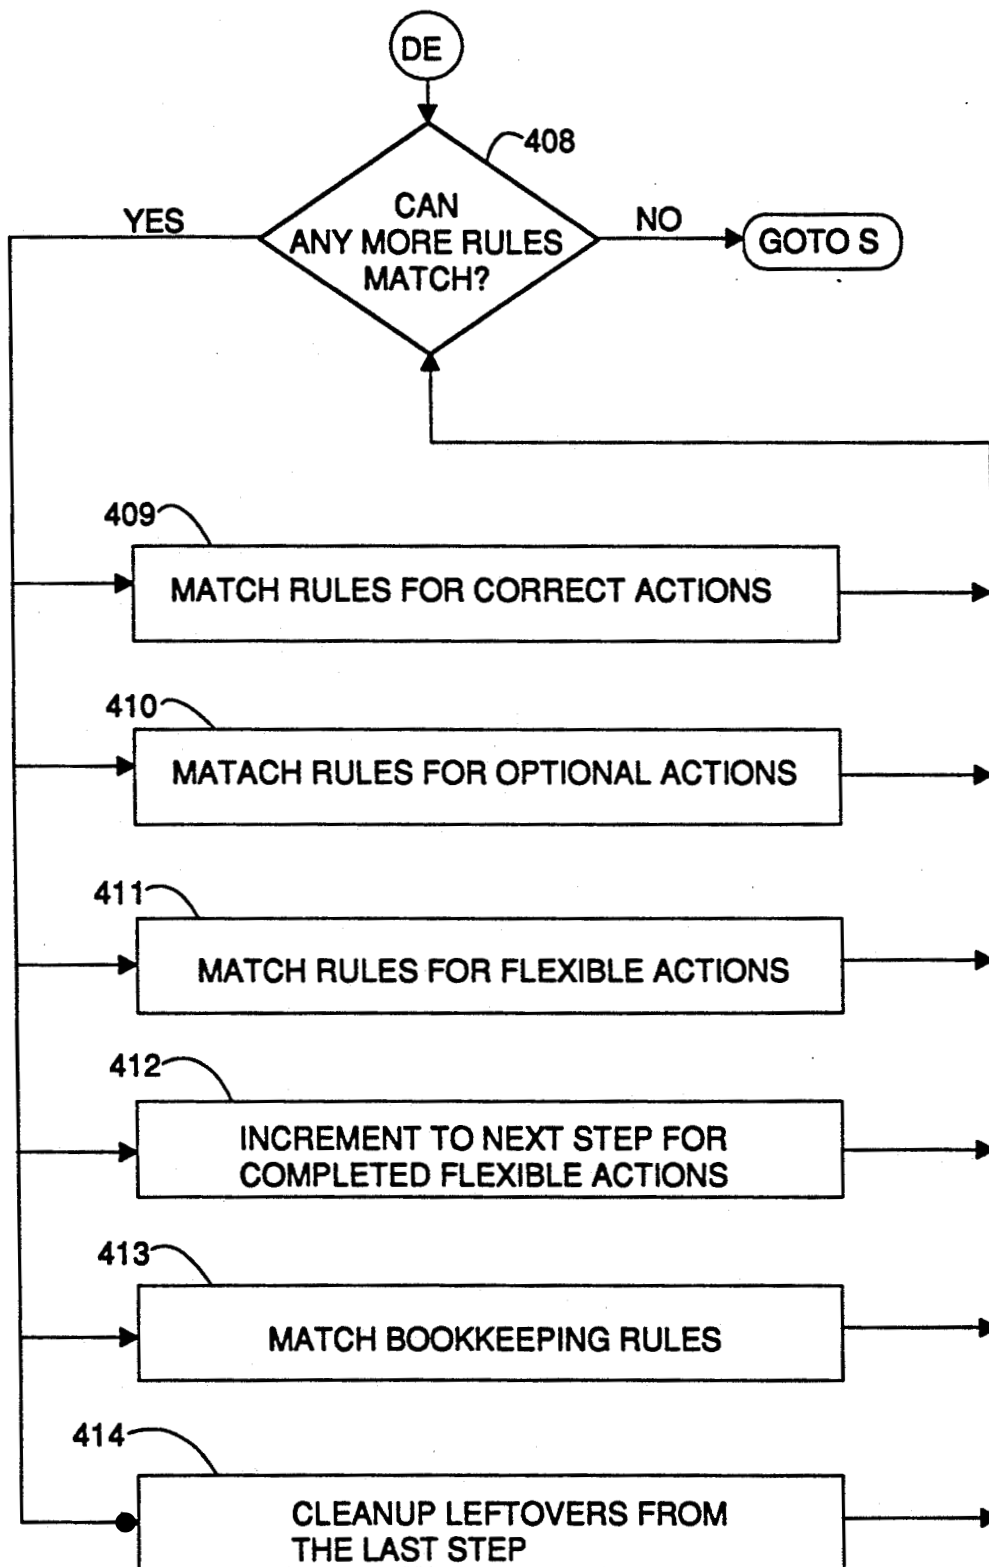 DE
408
CAN
ANY MORE RULES
MATCH?
YES
NO
GOTO S
409
MATCH RULES FOR CORRECT ACTIONS
410
MATACH RULES FOR OPTIONAL ACTIONS
411
MATCH RULES FOR FLEXIBLE ACTIONS
412
INCREMENT TO NEXT STEP FOR
COMPLETED FLEXIBLE ACTIONS
413
MATCH BOOKKEEPING RULES
414
CLEANUP LEFTOVERS FROM
THE LAST STEP